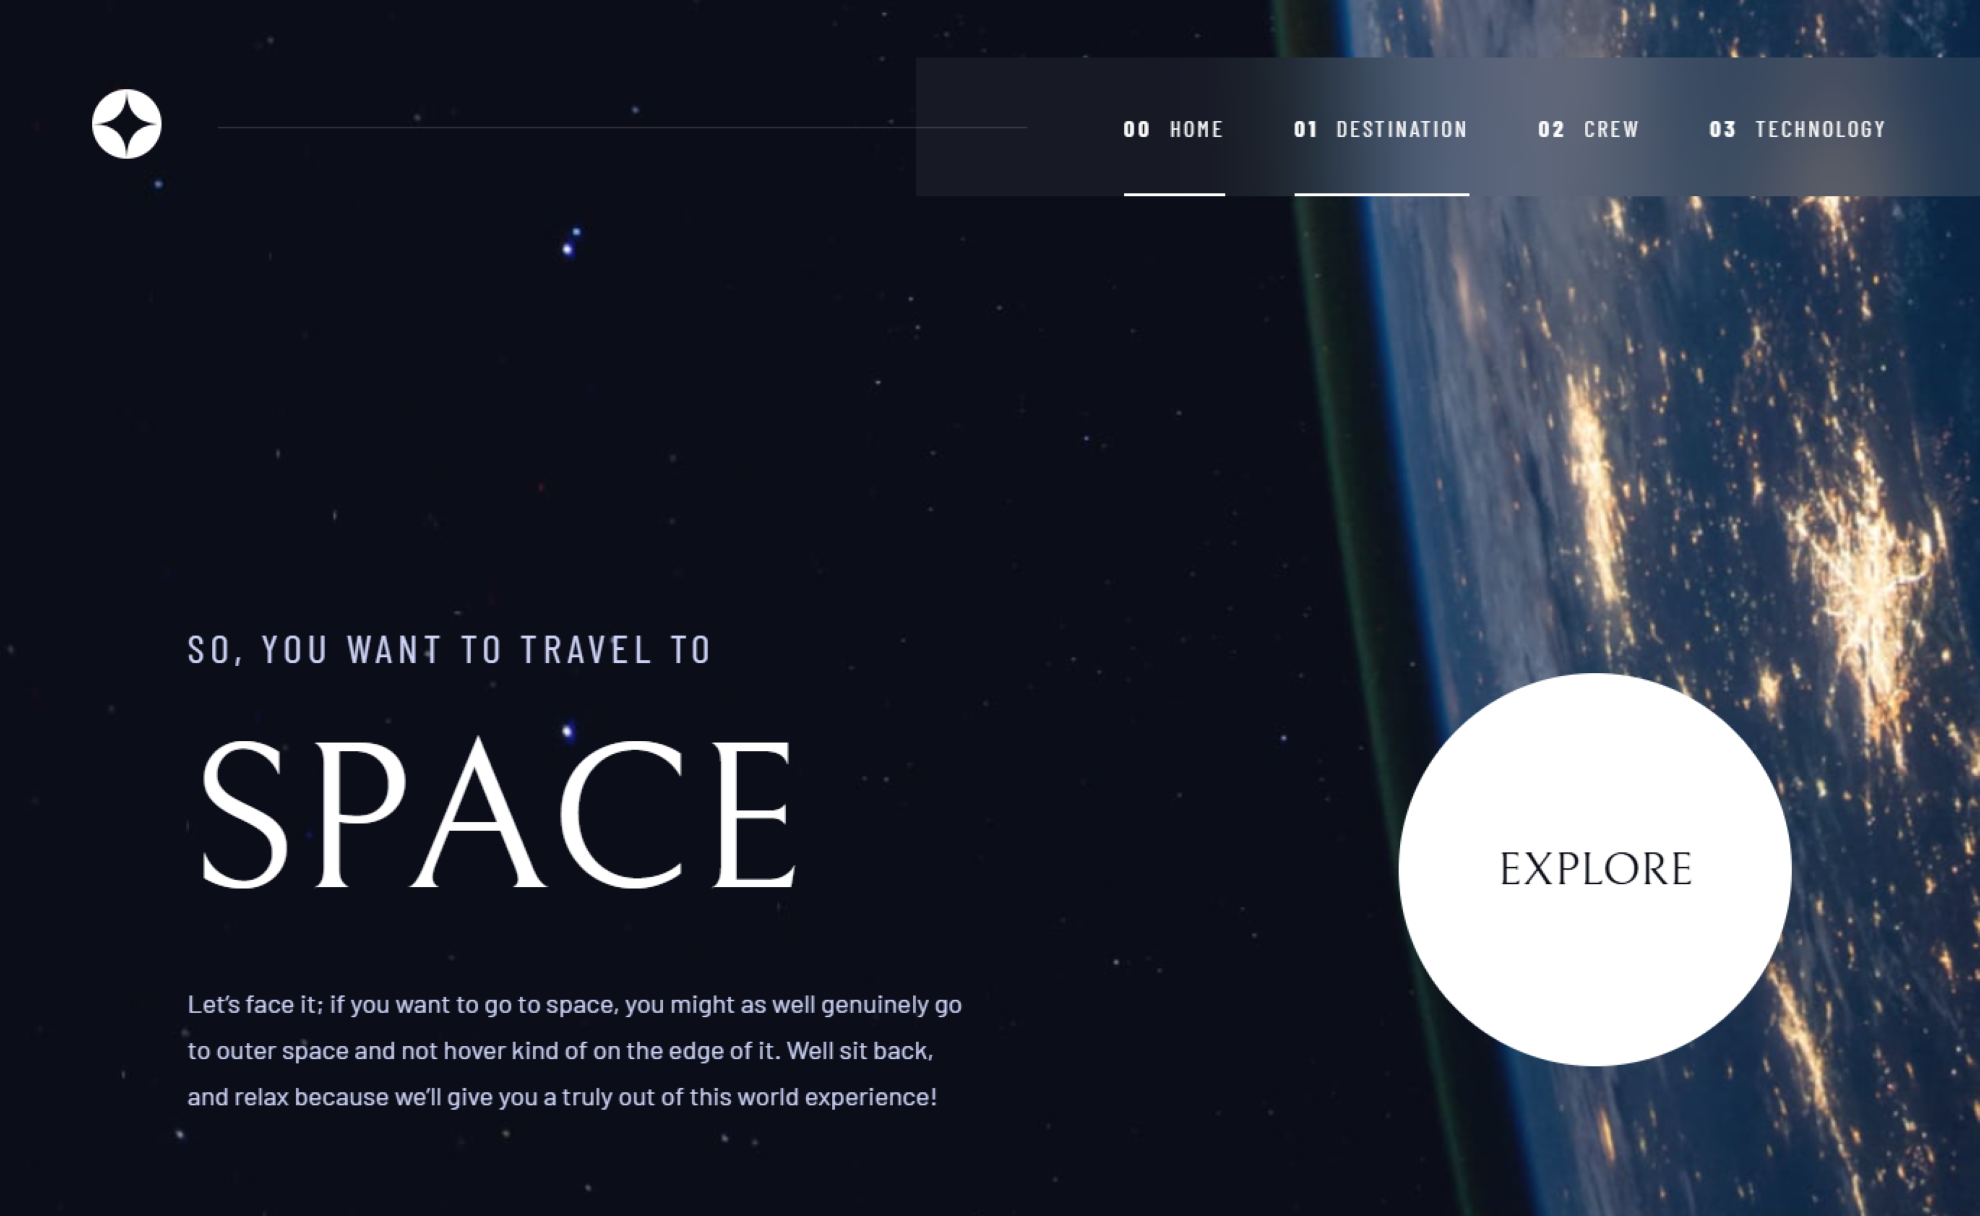 00 HOME 01 DESTINATION 02 CREW 03 TECHNOLOGY
SO, YOU WANT TO TRAVEL TO
SPACE
Let’s face it; if you want to go to space, you might as well genuinely go
to outer space and not hover kind of on the edge of it. Well sit back,
and relax because we’ll give you a truly out of this world experience!
EXPLORE